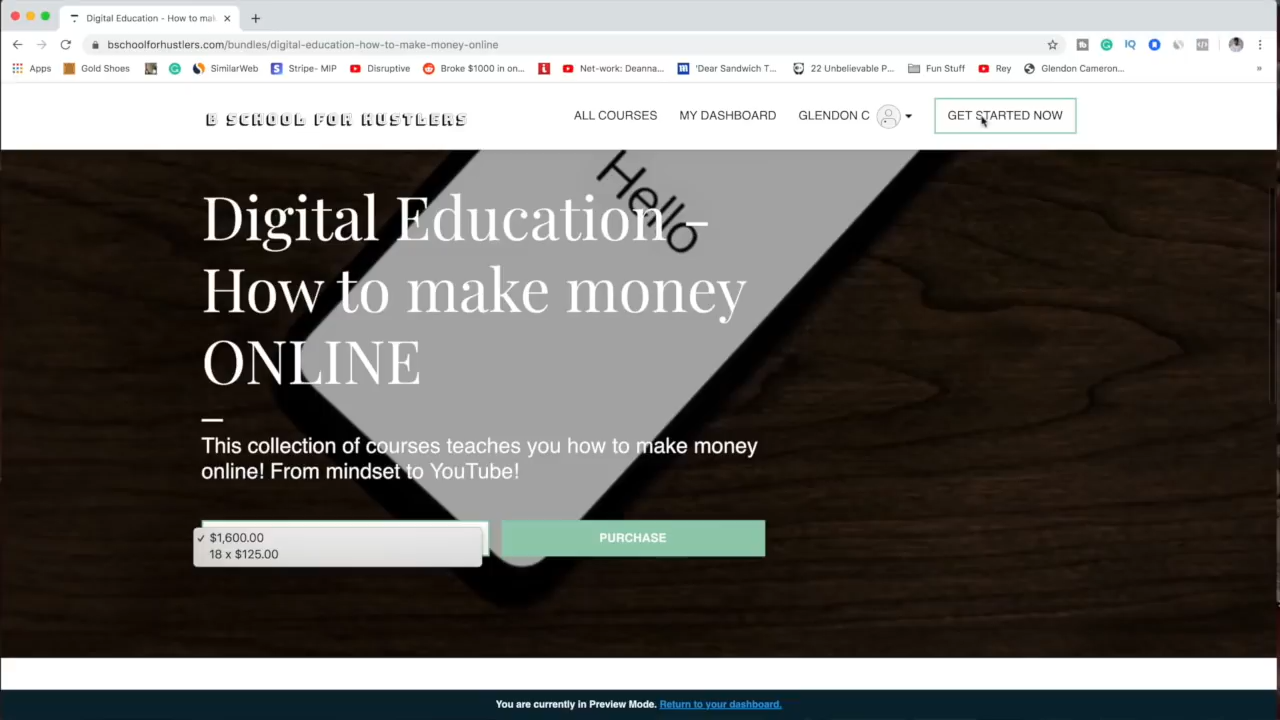 Digital Education - How to mak
bschoolforhustlers.com/bundles/digital-education-how-to-make-money-online
Apps Gold Shoes SimilarWeb Stripe- MIP Disruptive Broke $1000 in on... Net-work: Deanna... 'Dear Sandwich T... 22 Unbelievable P... Fun Stuff Rey Glendon Cameron... »
B SCHOOL FOR HUSTLERS ALL COURSES MY DASHBOARD GLENDON C GET STARTED NOW
Hello
Digital Education -
How to make money
ONLINE
This collection of courses teaches you how to make money
online! From mindset to YouTube!
✓ $1,600.00
18 x $125.00
PURCHASE
You are currently in Preview Mode. Return to your dashboard.